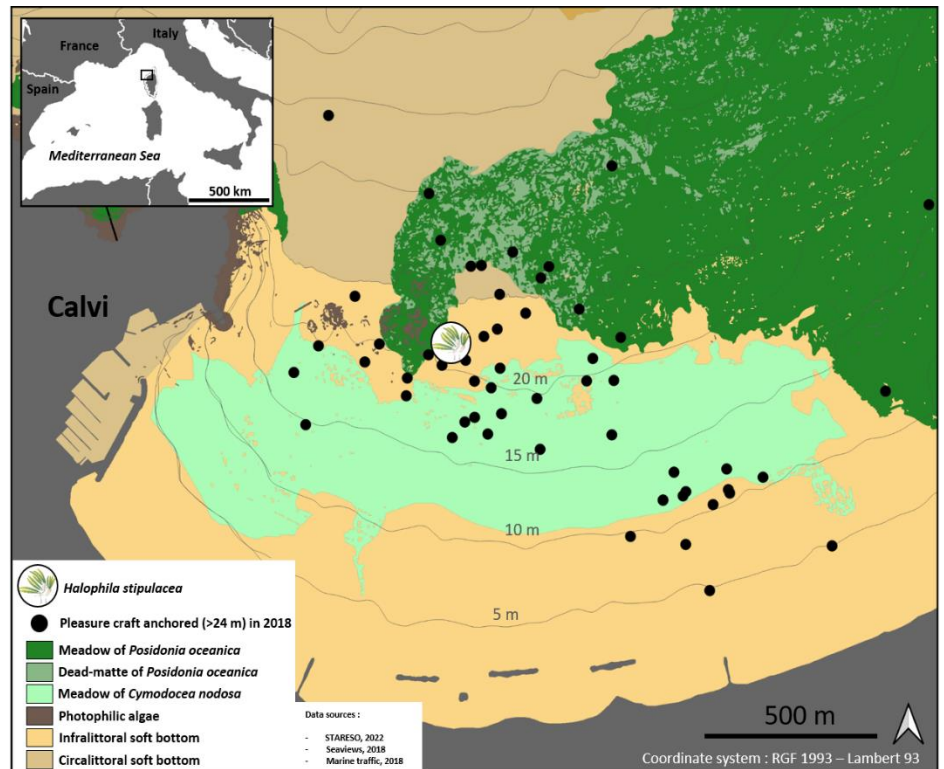 France
Italy
Spain
Mediterranean Sea
500 km
Calvi
20 m
15 m
10 m
5 m
Halophila stipulacea
Pleasure craft anchored (>24 m) in 2018
Meadow of Posidonia oceanica
Dead-matte of Posidonia oceanica
Meadow of Cymodocea nodosa
Photophilic algae
Infralittoral soft bottom
Circalittoral soft bottom
Data sources :
- STARESO, 2022
- Seaviews, 2018
- Marine traffic, 2018
500 m
Coordinate system : RGF 1993 – Lambert 93